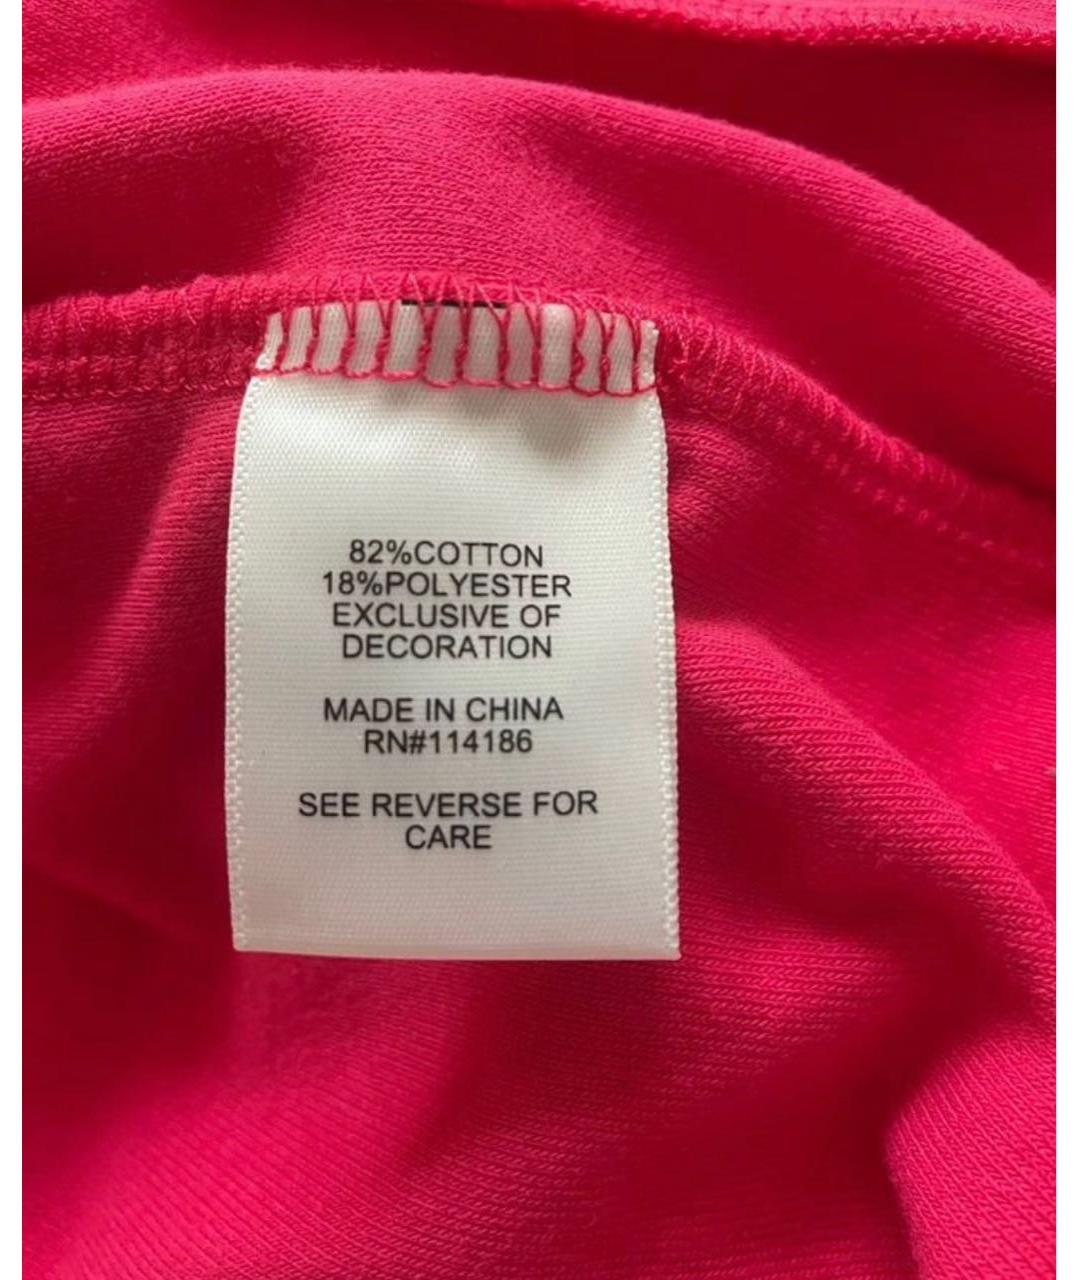 82%COTTON
18%POLYESTER
EXCLUSIVE OF
DECORATION
MADE IN CHINA
RN#114186
SEE REVERSE FOR
CARE